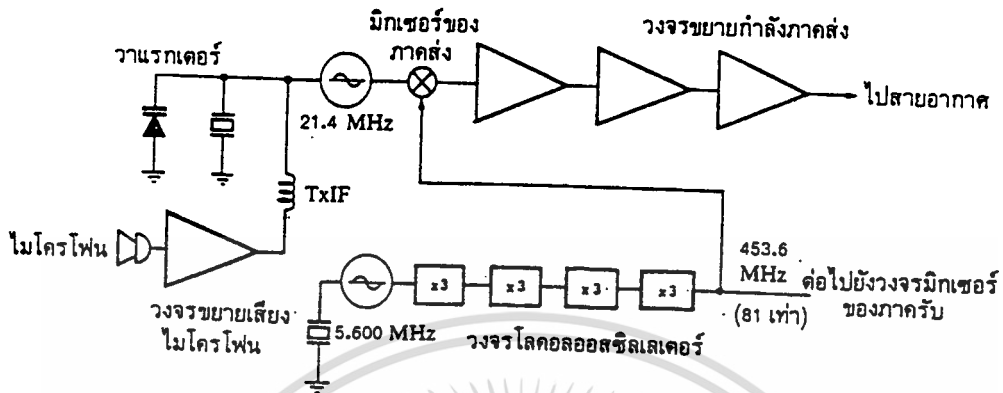 มิกเซอร์ของ
ภาคส่ง
วงจรขยายกำลังภาคส่ง
วาแรกเตอร์
ไปสายอากาศ
21.4 MHz
TxIF
ไมโครโฟน
453.6
MHz
ต่อไปยังวงจรมิกเซอร์
ของภาครับ
(81 เท่า)
x3
x3
x3
x3
วงจรขยายเสียง
ไมโครโฟน
5.600 MHz
วงจรโลคอลออสซิลเลเตอร์